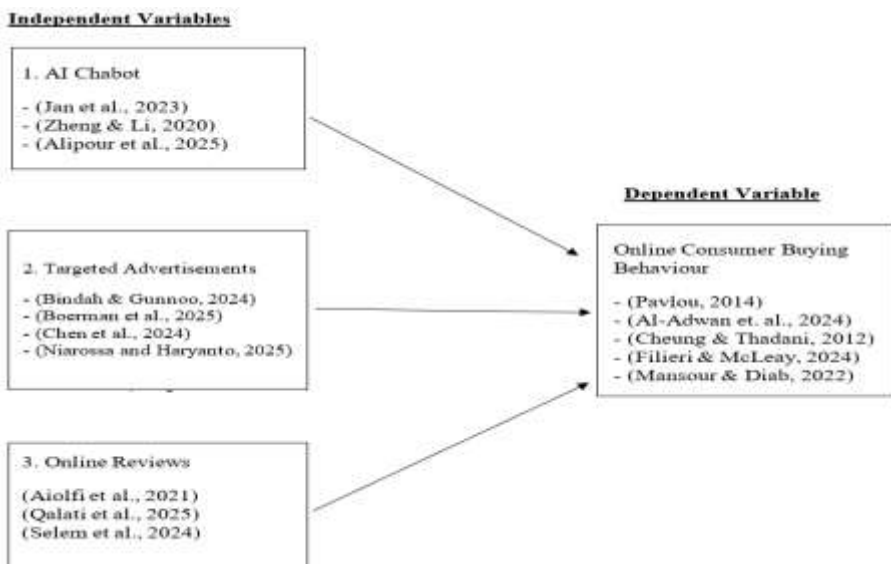 Independent Variables
1. AI Chabot
- (Jan et al., 2023)
- (Zheng & Li, 2020)
- (Alipour et al., 2025)
Dependent Variable
Online Consumer Buying
Behaviour
- (Pavlou, 2014)
- (Al-Adwan et. al., 2024)
- (Cheung & Thadani, 2012)
- (Filieri & McLeay, 2024)
- (Mansour & Diab, 2022)
2. Targeted Advertisements
- (Bindah & Gunnoo, 2024)
- (Boerman et al., 2025)
- (Chen et al., 2024)
- (Niarossa and Haryanto, 2025)
3. Online Reviews
(Aiolfi et al., 2021)
(Qalati et al., 2025)
(Selem et al., 2024)